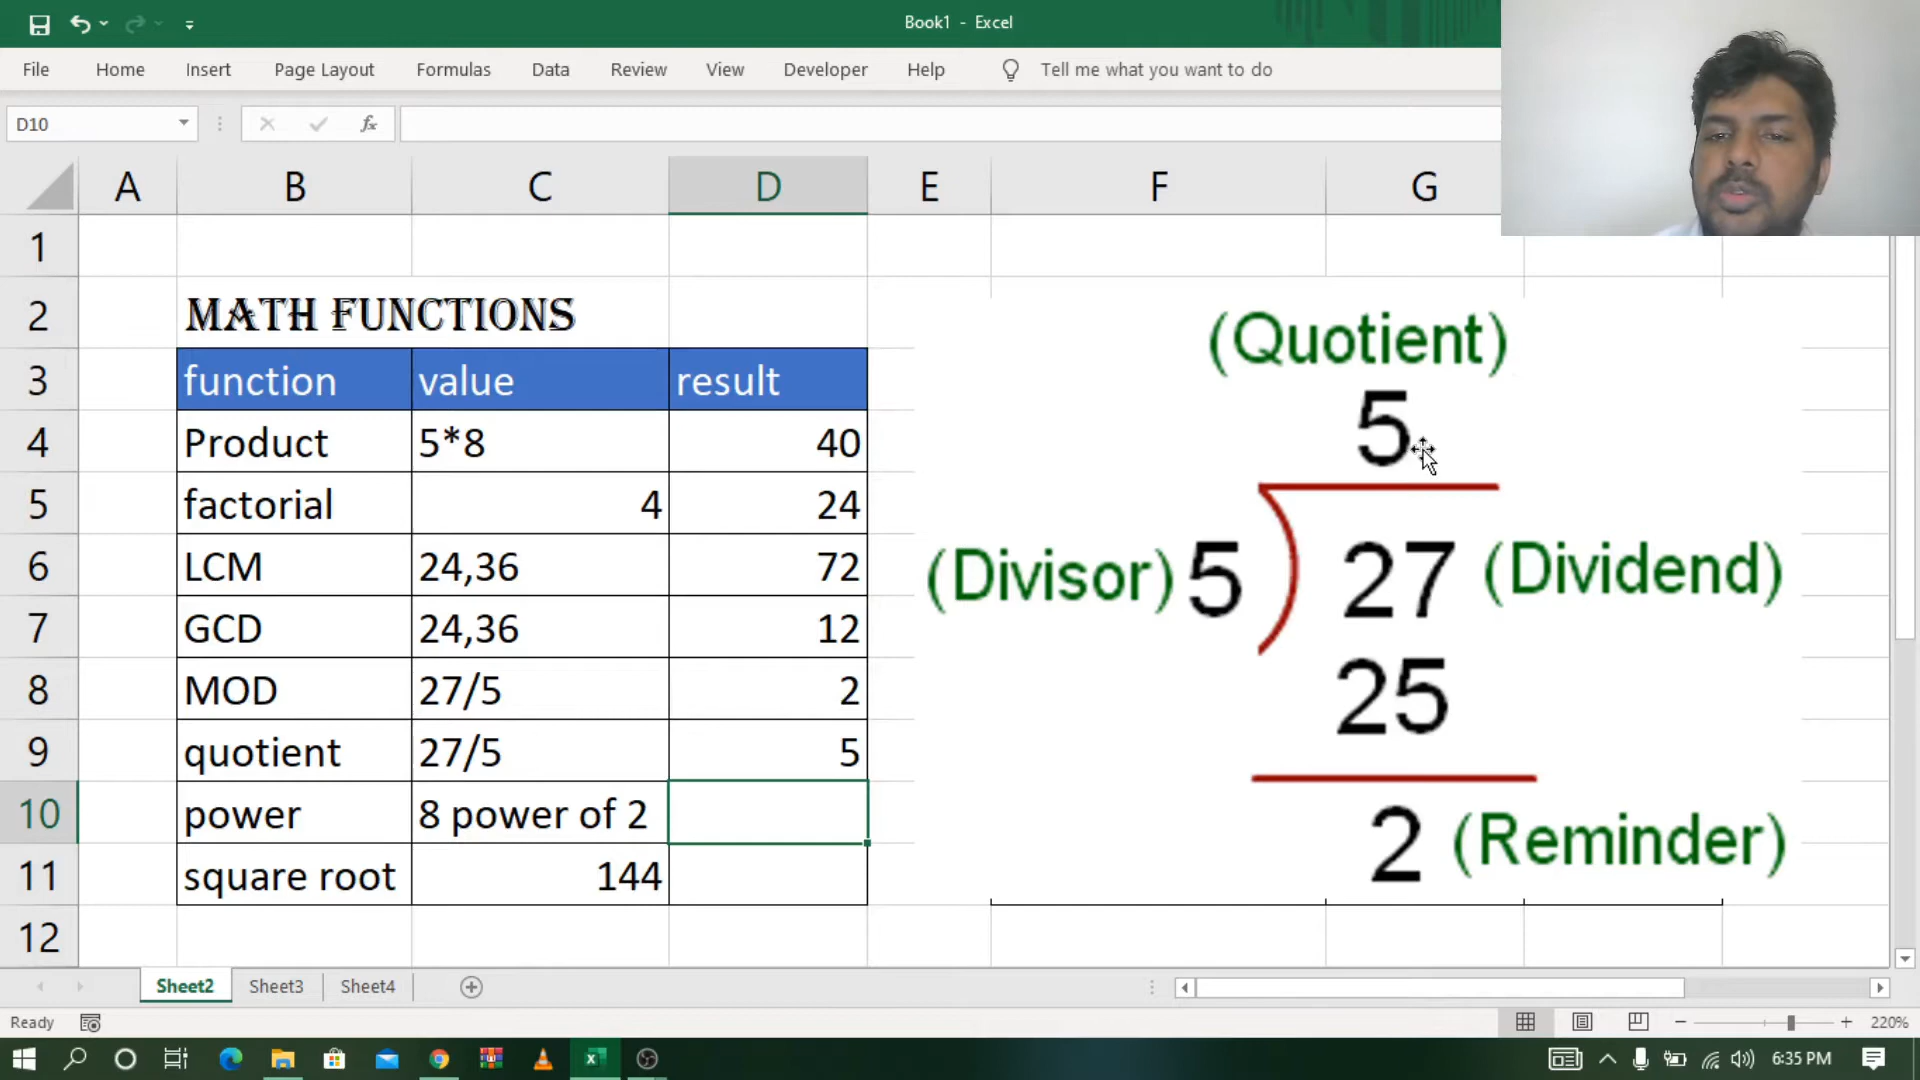 Book1 - Excel
File Home Insert Page Layout Formulas Data Review View Developer Help Tell me what you want to do
D10 fx
A B C D E F G
1
2 MATH FUNCTIONS
3 function value result
4 Product 5*8 40
5 factorial 4 24
6 LCM 24,36 72
7 GCD 24,36 12
8 MOD 27/5 2
9 quotient 27/5 5
10 power 8 power of 2
11 square root 144
12
(Quotient)
5
(Divisor) 5 27 (Dividend)
25
2 (Reminder)
Sheet2 Sheet3 Sheet4
Ready 220%
6:35 PM